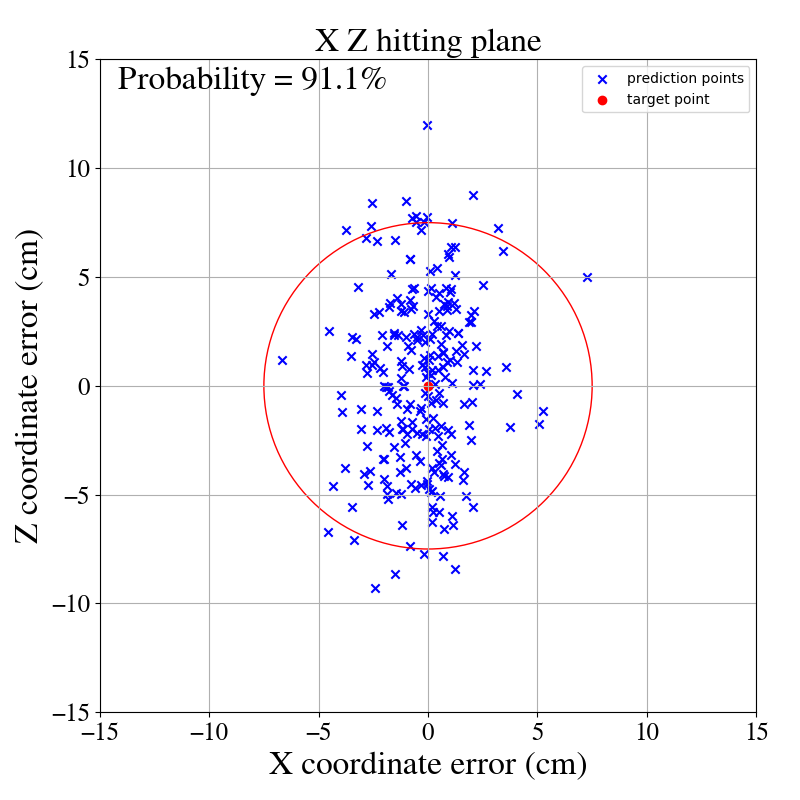 X Z hitting plane
Probability = 91.1%
prediction points
target point
Z coordinate error (cm)
15
10
5
0
−5
−10
−15
−15
−10
−5
0
5
10
15
X coordinate error (cm)